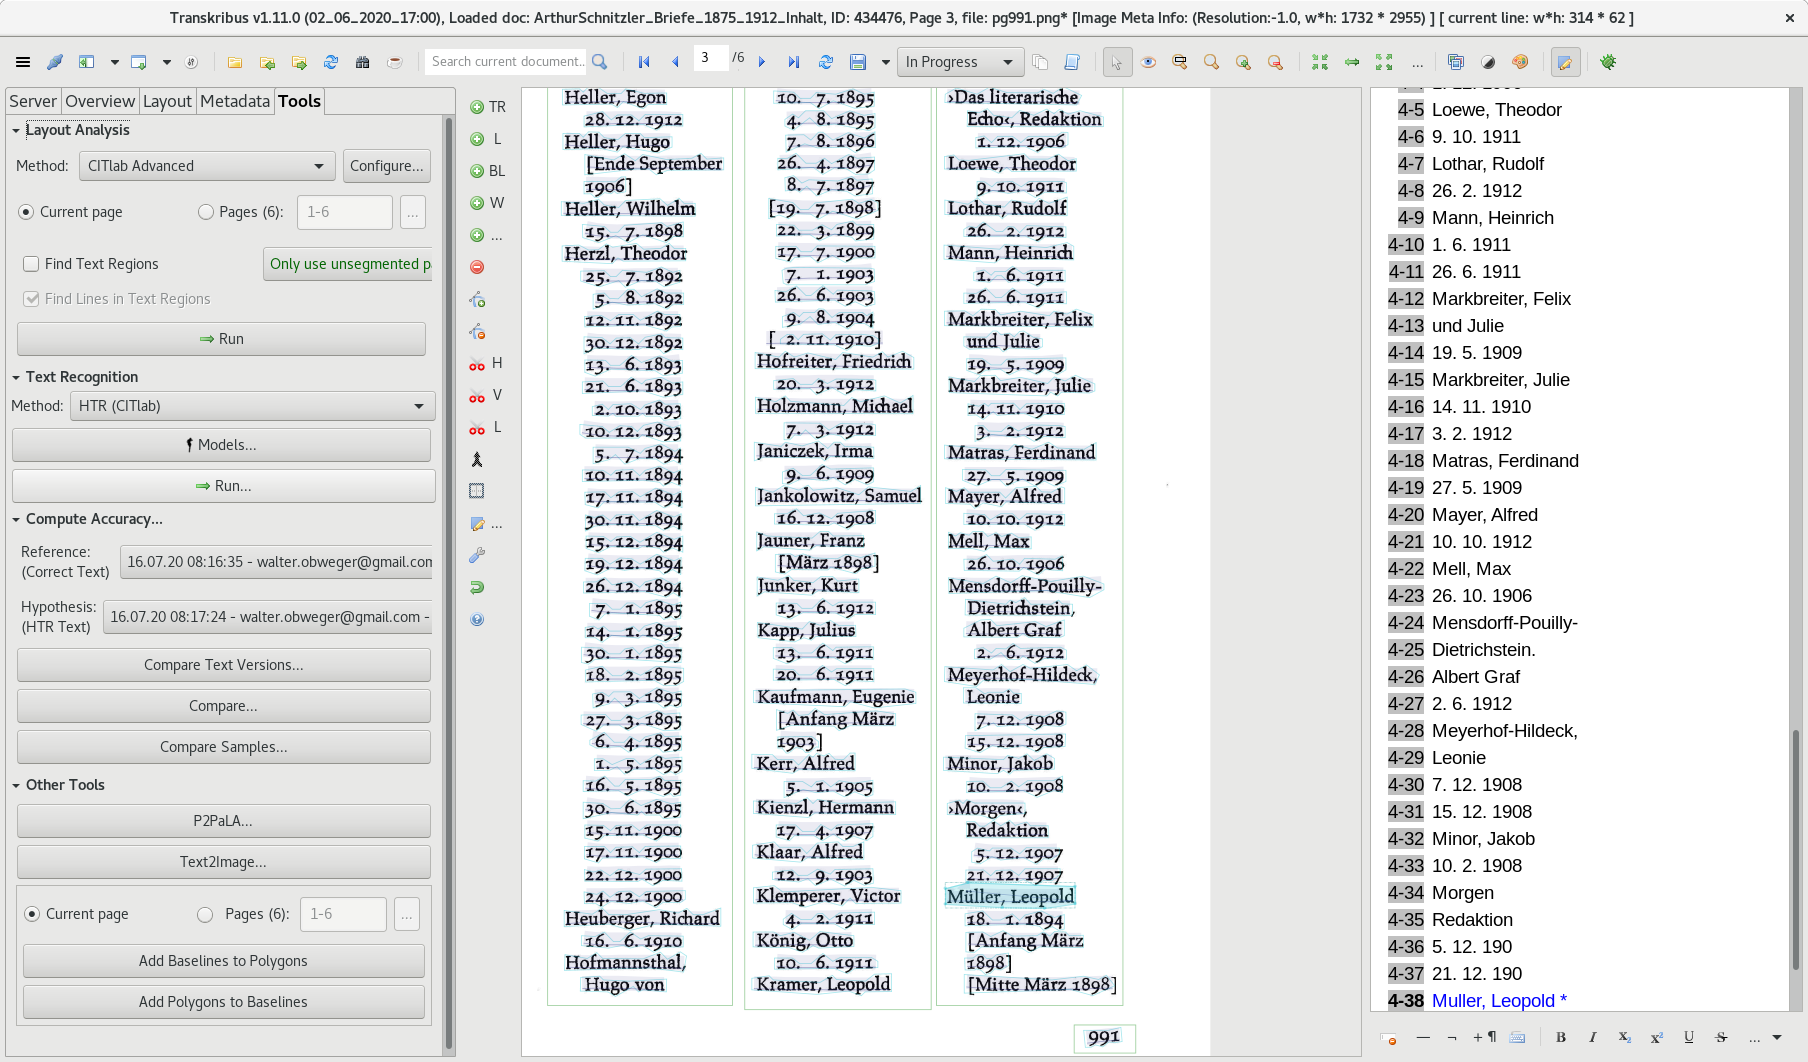 Transkribus v1.11.0 (02_06_2020_17:00), Loaded doc: ArthurSchnitzler_Briefe_1875_1912_Inhalt, ID: 434476, Page 3, file: pg991.png* [Image Meta Info: (Resolution:-1.0, w*h: 1732 * 2955) ] [ current line: w*h: 314 * 62 ]
Search current document...
3 /6
In Progress
...
Server Overview Layout Metadata Tools
Layout Analysis
Method: CITlab Advanced Configure...
Current page Pages (6): 1-6 ...
Find Text Regions Only use unsegmented p
Find Lines in Text Regions
Run
Text Recognition
Method: HTR (CITlab)
Models...
Run...
Compute Accuracy...
Reference:
(Correct Text)
16.07.20 08:16:35 - walter.obweger@gmail.com
Hypothesis:
(HTR Text)
16.07.20 08:17:24 - walter.obweger@gmail.com -
Compare Text Versions...
Compare...
Compare Samples...
Other Tools
P2PaLA...
Text2Image...
Current page Pages (6): 1-6 ...
Add Baselines to Polygons
Add Polygons to Baselines
TR
L
BL
W
...
H
V
L
...
Heller, Egon
28. 12. 1912
Heller, Hugo
[Ende September
1906]
Heller, Wilhelm
15. 7. 1898
Herzl, Theodor
25. 7. 1892
5. 8. 1892
12. 11. 1892
30. 12. 1892
13. 6. 1893
21. 6. 1893
2. 10. 1893
10. 12. 1893
5. 7. 1894
10. 11. 1894
17. 11. 1894
30. 11. 1894
15. 12. 1894
19. 12. 1894
26. 12. 1894
7. 1. 1895
14. 1. 1895
30. 1. 1895
18. 2. 1895
9. 3. 1895
27. 3. 1895
6. 4. 1895
1. 5. 1895
16. 5. 1895
30. 6. 1895
15. 11. 1900
17. 11. 1900
22. 12. 1900
24. 12. 1900
Heuberger, Richard
16. 6. 1910
Hofmannsthal,
Hugo von
10. 7. 1895
4. 8. 1895
7. 8. 1896
26. 4. 1897
8. 7. 1897
[19. 7. 1898]
22. 3. 1899
17. 7. 1900
7. 1. 1903
26. 6. 1903
9. 8. 1904
[ 2. 11. 1910]
Hofreiter, Friedrich
20. 3. 1912
Holzmann, Michael
7. 3. 1912
Janiczek, Irma
9. 6. 1909
Jankolowitz, Samuel
16. 12. 1908
Jauner, Franz
[März 1898]
Junker, Kurt
13. 6. 1912
Kapp, Julius
13. 6. 1911
20. 6. 1911
Kaufmann, Eugenie
[Anfang März
1903]
Kerr, Alfred
5. 1. 1905
Kienzl, Hermann
17. 4. 1907
Klaar, Alfred
12. 9. 1903
Klemperer, Victor
4. 2. 1911
König, Otto
10. 6. 1911
Kramer, Leopold
›Das literarische
Echo‹, Redaktion
1. 12. 1906
Loewe, Theodor
9. 10. 1911
Lothar, Rudolf
26. 2. 1912
Mann, Heinrich
1. 6. 1911
26. 6. 1911
Markbreiter, Felix
und Julie
19. 5. 1909
Markbreiter, Julie
14. 11. 1910
3. 2. 1912
Matras, Ferdinand
27. 5. 1909
Mayer, Alfred
10. 10. 1912
Mell, Max
26. 10. 1906
Mensdorff-Pouilly-
Dietrichstein,
Albert Graf
2. 6. 1912
Meyerhof-Hildeck,
Leonie
7. 12. 1908
15. 12. 1908
Minor, Jakob
10. 2. 1908
›Morgen‹,
Redaktion
5. 12. 1907
21. 12. 1907
Müller, Leopold
18. 1. 1894
[Anfang März
1898]
[Mitte März 1898]
991
4-5 Loewe, Theodor
4-6 9. 10. 1911
4-7 Lothar, Rudolf
4-8 26. 2. 1912
4-9 Mann, Heinrich
4-10 1. 6. 1911
4-11 26. 6. 1911
4-12 Markbreiter, Felix
4-13 und Julie
4-14 19. 5. 1909
4-15 Markbreiter, Julie
4-16 14. 11. 1910
4-17 3. 2. 1912
4-18 Matras, Ferdinand
4-19 27. 5. 1909
4-20 Mayer, Alfred
4-21 10. 10. 1912
4-22 Mell, Max
4-23 26. 10. 1906
4-24 Mensdorff-Pouilly-
4-25 Dietrichstein.
4-26 Albert Graf
4-27 2. 6. 1912
4-28 Meyerhof-Hildeck,
4-29 Leonie
4-30 7. 12. 1908
4-31 15. 12. 1908
4-32 Minor, Jakob
4-33 10. 2. 1908
4-34 Morgen
4-35 Redaktion
4-36 5. 12. 190
4-37 21. 12. 190
4-38 Muller, Leopold *
B I X₂ X² U S ...